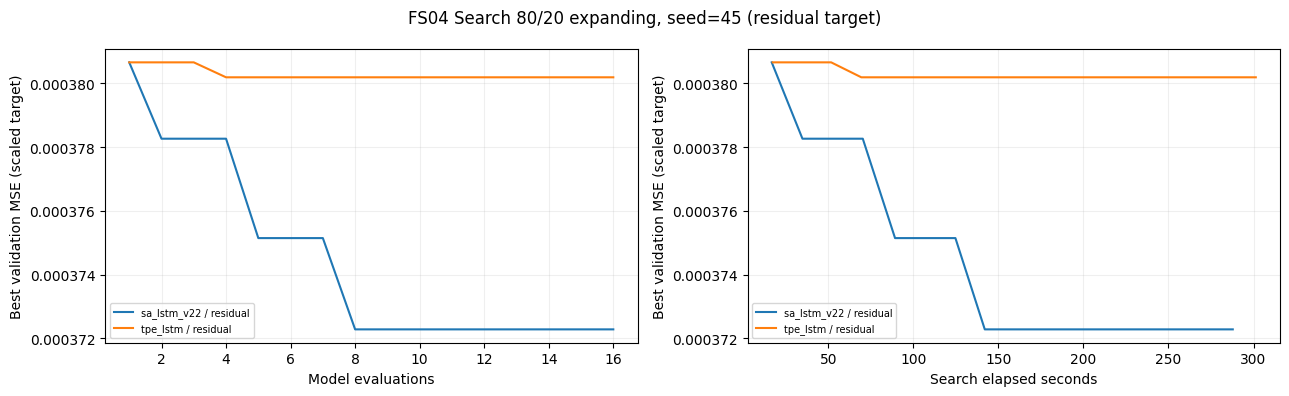 FS04 Search 80/20 expanding, seed=45 (residual target)
Best validation MSE (scaled target)
0.000380
0.000378
0.000376
0.000374
0.000372
sa_lstm_v22 / residual
tpe_lstm / residual
2 4 6 8 10 12 14 16
Model evaluations
Best validation MSE (scaled target)
0.000380
0.000378
0.000376
0.000374
0.000372
sa_lstm_v22 / residual
tpe_lstm / residual
50 100 150 200 250 300
Search elapsed seconds